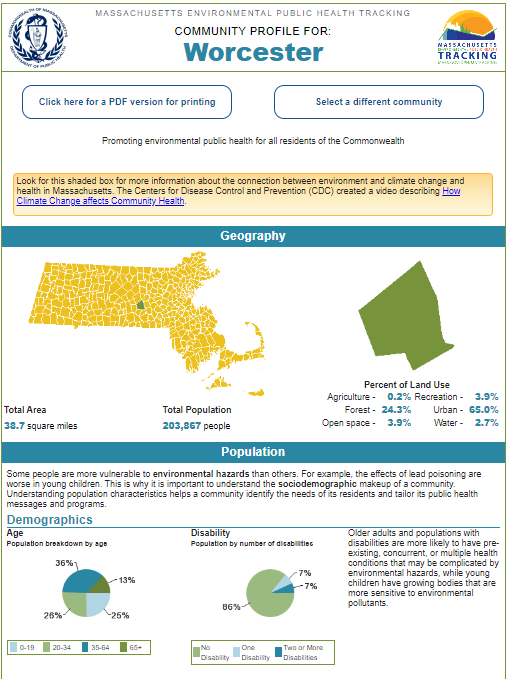 MASSACHUSETTS ENVIRONMENTAL PUBLIC HEALTH TRACKING
COMMUNITY PROFILE FOR:
Worcester
MASSACHUSETTS
TRACKING
Click here for a PDF version for printing
Select a different community
Promoting environmental public health for all residents of the Commonwealth
Look for this shaded box for more information about the connection between environment and climate change and
health in Massachusetts. The Centers for Disease Control and Prevention (CDC) created a video describing How
Climate Change affects Community Health.
Geography
Total Area
38.7 square miles
Total Population
203,867 people
Percent of Land Use
Agriculture - 0.2% Recreation - 3.9%
Forest - 24.3% Urban - 65.0%
Open space - 3.9% Water - 2.7%
Population
Some people are more vulnerable to environmental hazards than others. For example, the effects of lead poisoning are
worse in young children. This is why it is important to understand the sociodemographic makeup of a community.
Understanding population characteristics helps a community identify the needs of its residents and tailor its public health
messages and programs.
Demographics
Age
Population breakdown by age
36%
13%
26%
25%
0-19 20-34 35-64 65+
Disability
Population by number of disabilities
7%
7%
86%
No Disability
One Disability
Two or More Disabilities
Older adults and populations with
disabilities are more likely to have pre-
existing, concurrent, or multiple health
conditions that may be complicated by
environmental hazards, while young
children have growing bodies that are
more sensitive to environmental
pollutants.